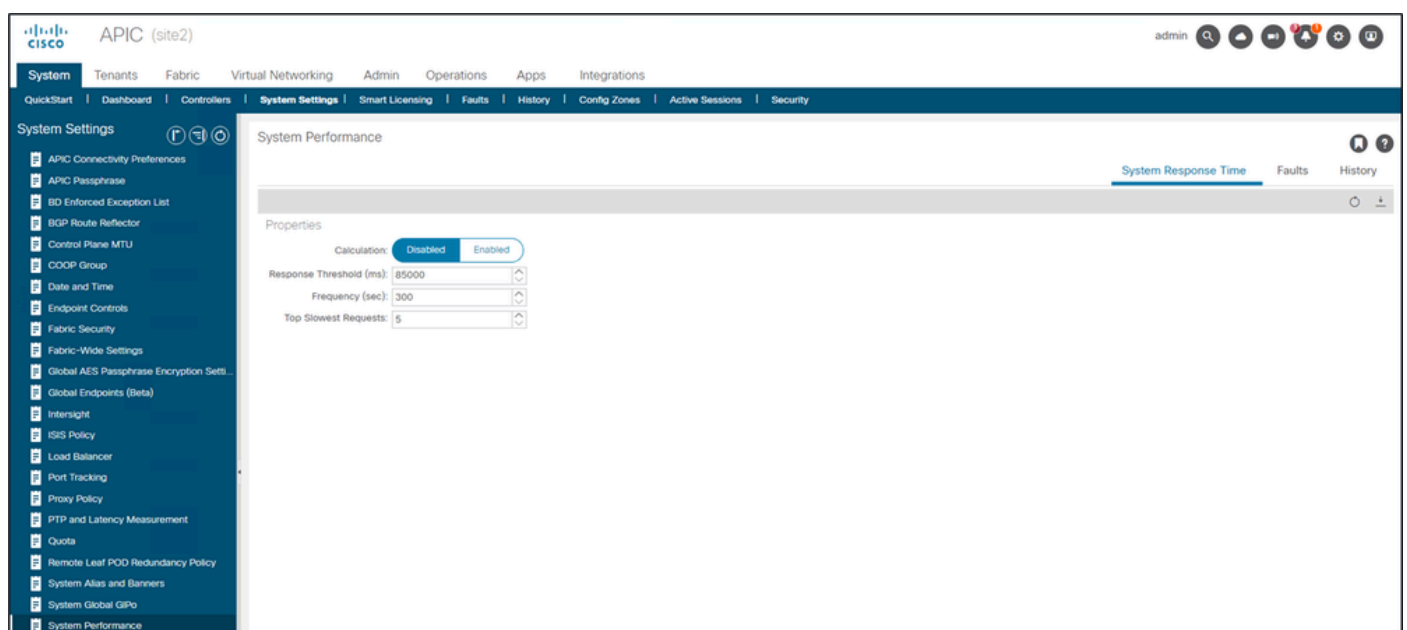 CISCO
APIC (site2)
admin
System Tenants Fabric Virtual Networking Admin Operations Apps Integrations
QuickStart | Dashboard | Controllers | System Settings | Smart Licensing | Faults | History | Config Zones | Active Sessions | Security
System Settings
APIC Connectivity Preferences
APIC Passphrase
BD Enforced Exception List
BGP Route Reflector
Control Plane MTU
COOP Group
Date and Time
Endpoint Controls
Fabric Security
Fabric-Wide Settings
Global AES Passphrase Encryption Setti...
Global Endpoints (Beta)
Intersight
ISIS Policy
Load Balancer
Port Tracking
Proxy Policy
PTP and Latency Measurement
Quota
Remote Leaf POD Redundancy Policy
System Alias and Banners
System Global GIPo
System Performance
System Performance
System Response Time Faults History
Properties
Calculation: Disabled Enabled
Response Threshold (ms): 85000
Frequency (sec): 300
Top Slowest Requests: 5